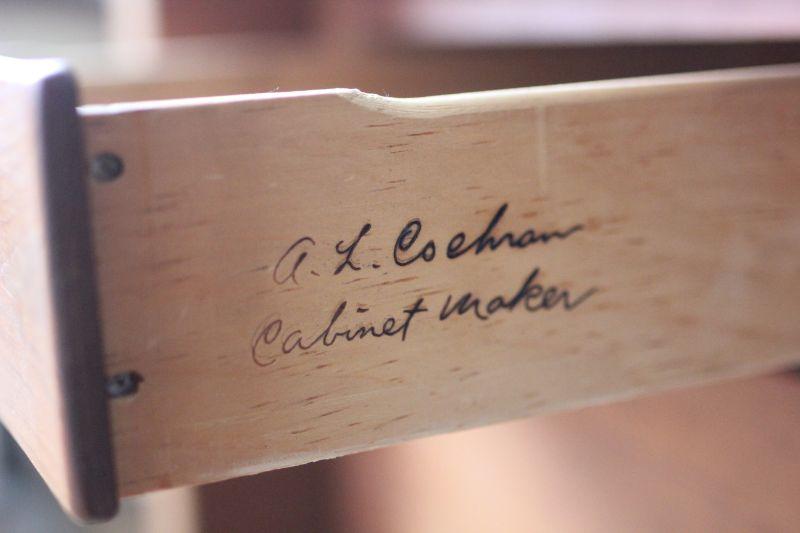 A. L. Cochran
Cabinet Maker